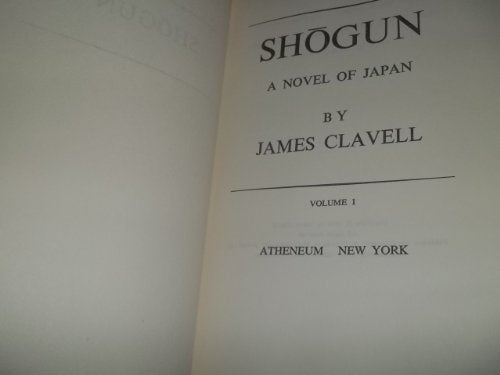 SHŌGUN
A NOVEL OF JAPAN
BY
JAMES CLAVELL
VOLUME I
ATHENEUM NEW YORK